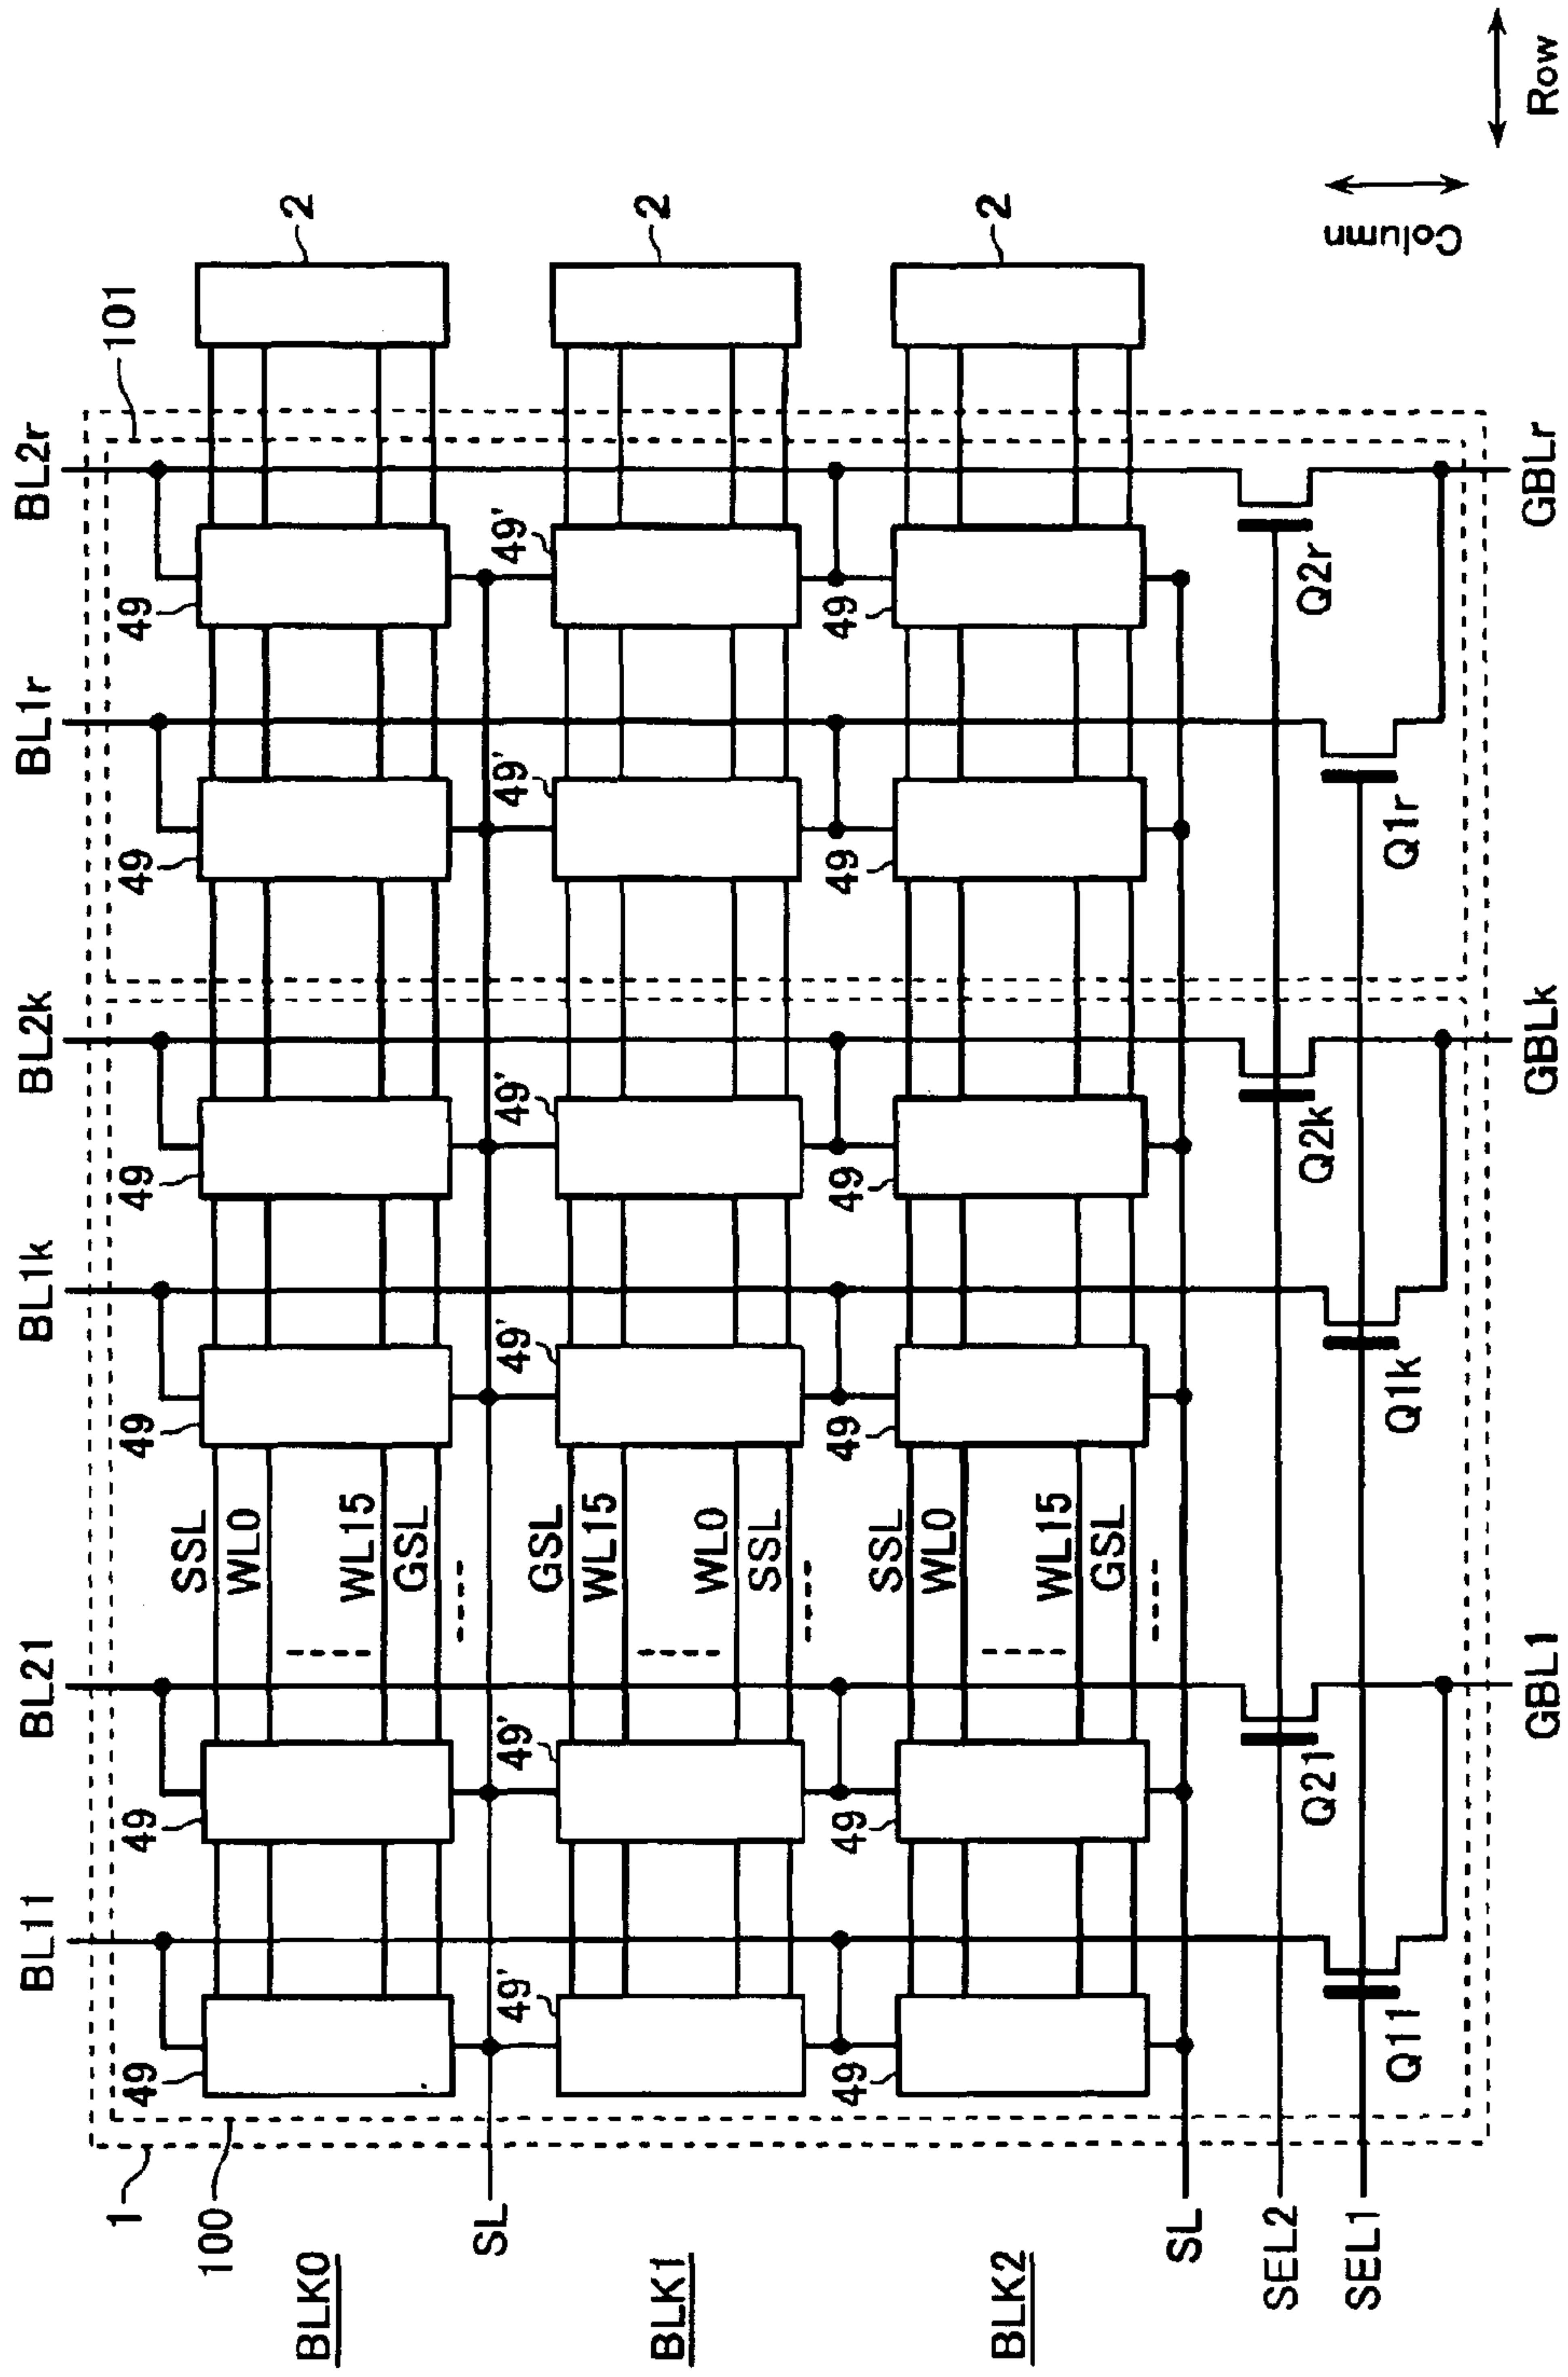 BL11 BL21 BL1k BL2k BL1r BL2r
1
101
100
49 49 49 49 49 49
BLK0
SSL
WL0
WL15
GSL
2
SL
49' 49' 49' 49' 49' 49'
BLK1
GSL
WL15
WL0
SSL
2
49 49 49 49 49 49
BLK2
SSL
WL0
WL15
GSL
2
SL
SEL2
Q21 Q2k Q2r
SEL1
Q11 Q1k Q1r
Column
Row
GBL1 GBLk GBLr